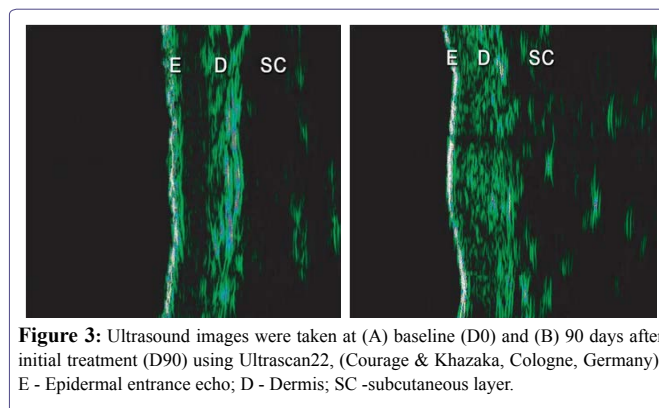 E D SC
E D SC
Figure 3: Ultrasound images were taken at (A) baseline (D0) and (B) 90 days after
initial treatment (D90) using Ultrascan22, (Courage & Khazaka, Cologne, Germany)
E - Epidermal entrance echo; D - Dermis; SC -subcutaneous layer.